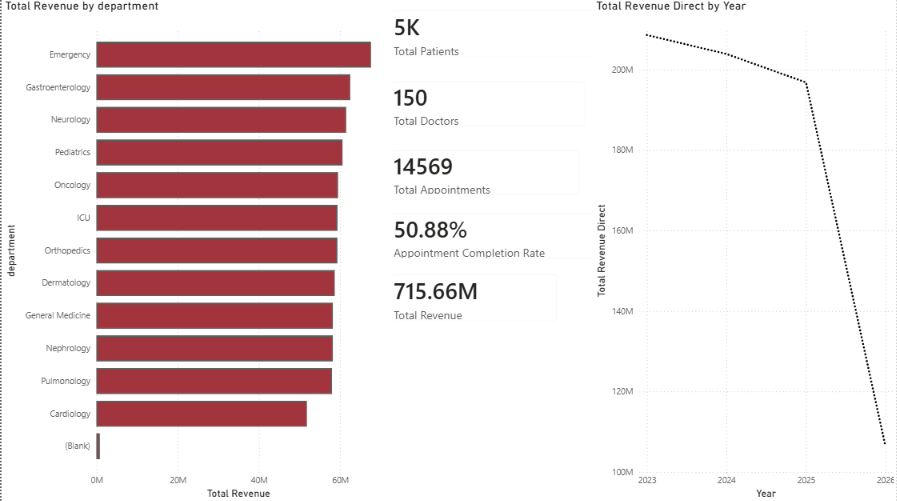 Total Revenue by department
department
Emergency
Gastroenterology
Neurology
Pediatrics
Oncology
ICU
Orthopedics
Dermatology
General Medicine
Nephrology
Pulmonology
Cardiology
(Blank)
0M 20M 40M 60M
Total Revenue
5K
Total Patients
150
Total Doctors
14569
Total Appointments
50.88%
Appointment Completion Rate
715.66M
Total Revenue
Total Revenue Direct by Year
Total Revenue Direct
200M
180M
160M
140M
120M
100M
2023 2024 2025 2026
Year